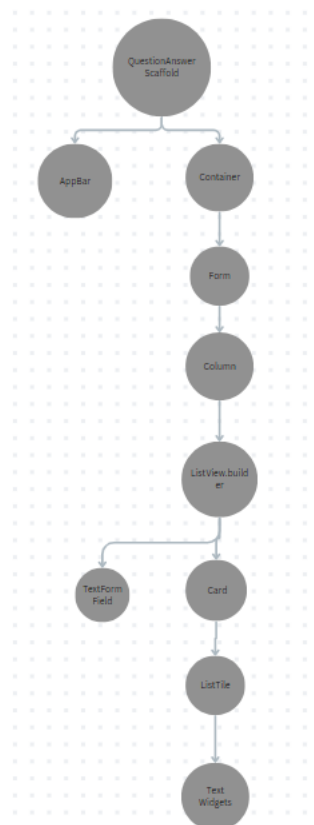 QuestionAnswer
Scaffold
AppBar
Container
Form
Column
ListView.build
er
TextForm
Field
Card
ListTile
Text
Widgets